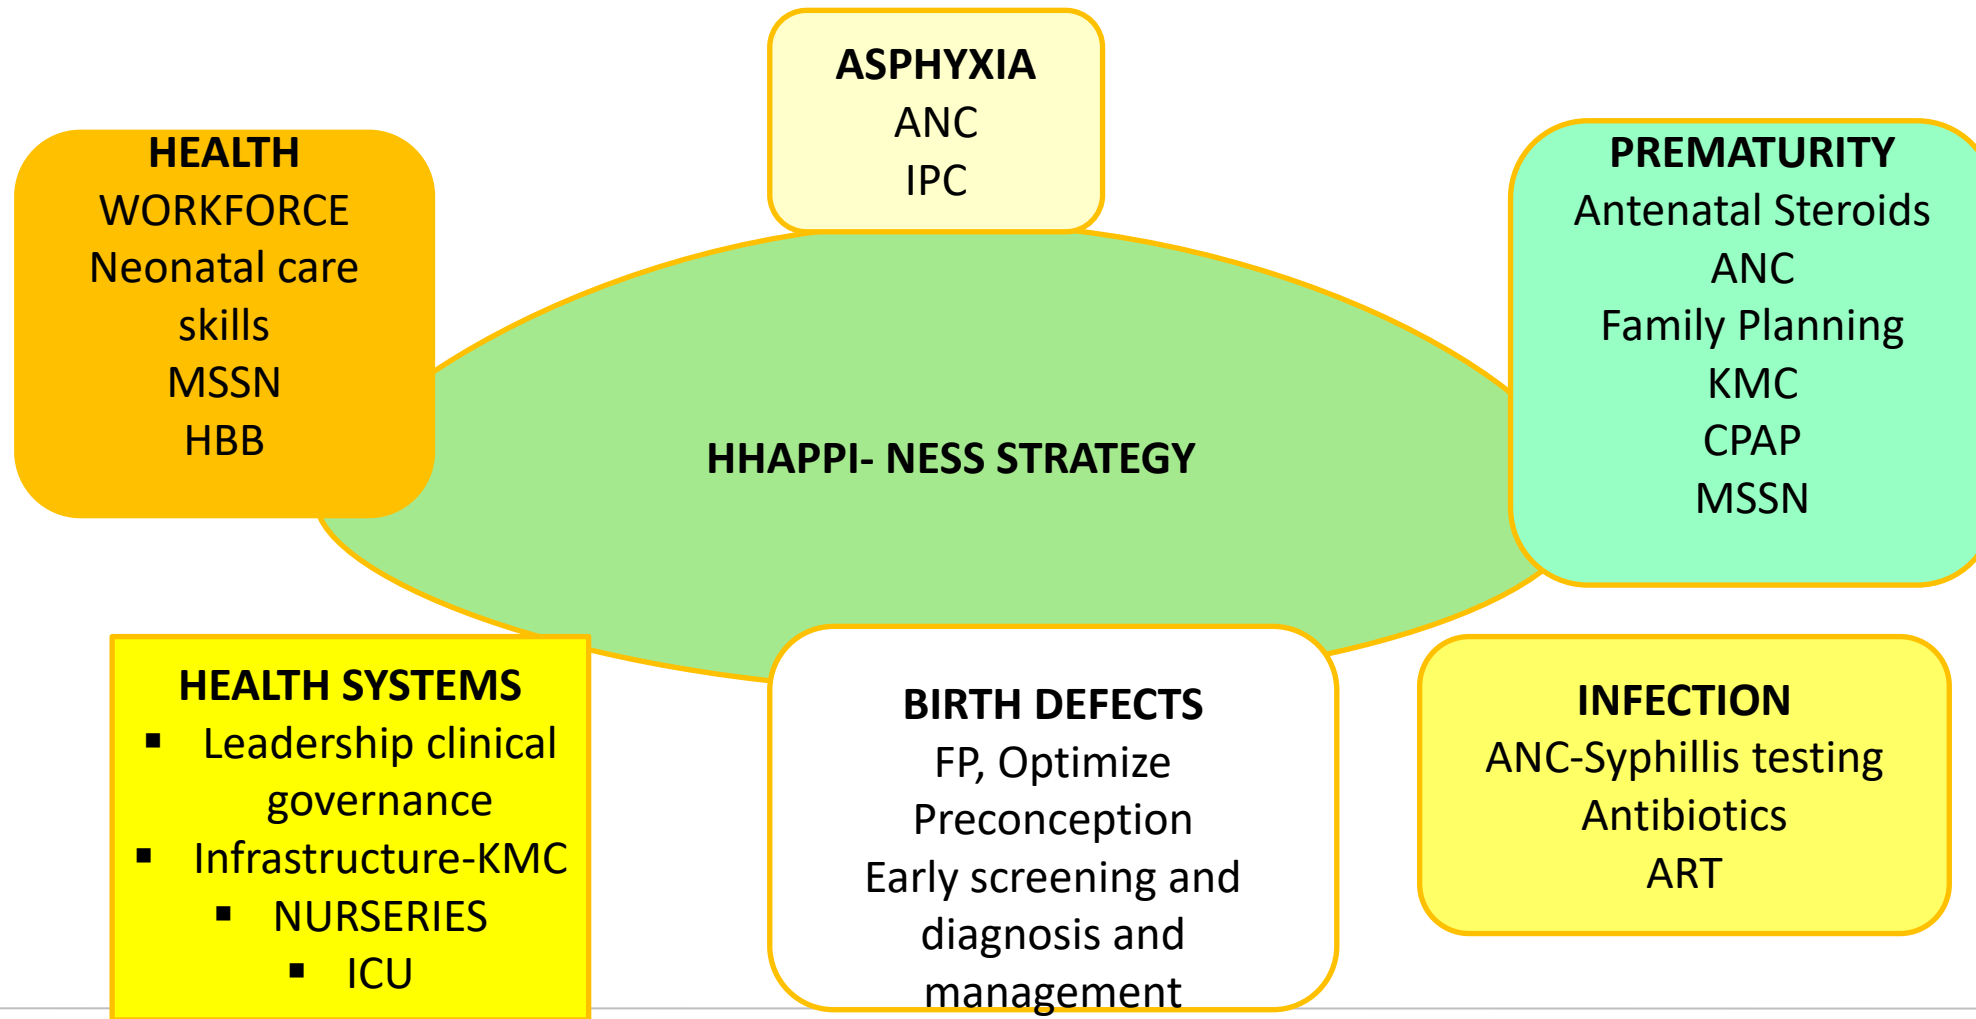 ASPHYXIA
ANC
IPC
HEALTH
WORKFORCE
Neonatal care
skills
MSSN
HBB
PREMATURITY
Antenatal Steroids
ANC
Family Planning
KMC
CPAP
MSSN
HHAPPI- NESS STRATEGY
HEALTH SYSTEMS
▪ Leadership clinical
governance
▪ Infrastructure-KMC
▪ NURSERIES
▪ ICU
BIRTH DEFECTS
FP, Optimize
Preconception
Early screening and
diagnosis and
management
INFECTION
ANC-Syphillis testing
Antibiotics
ART